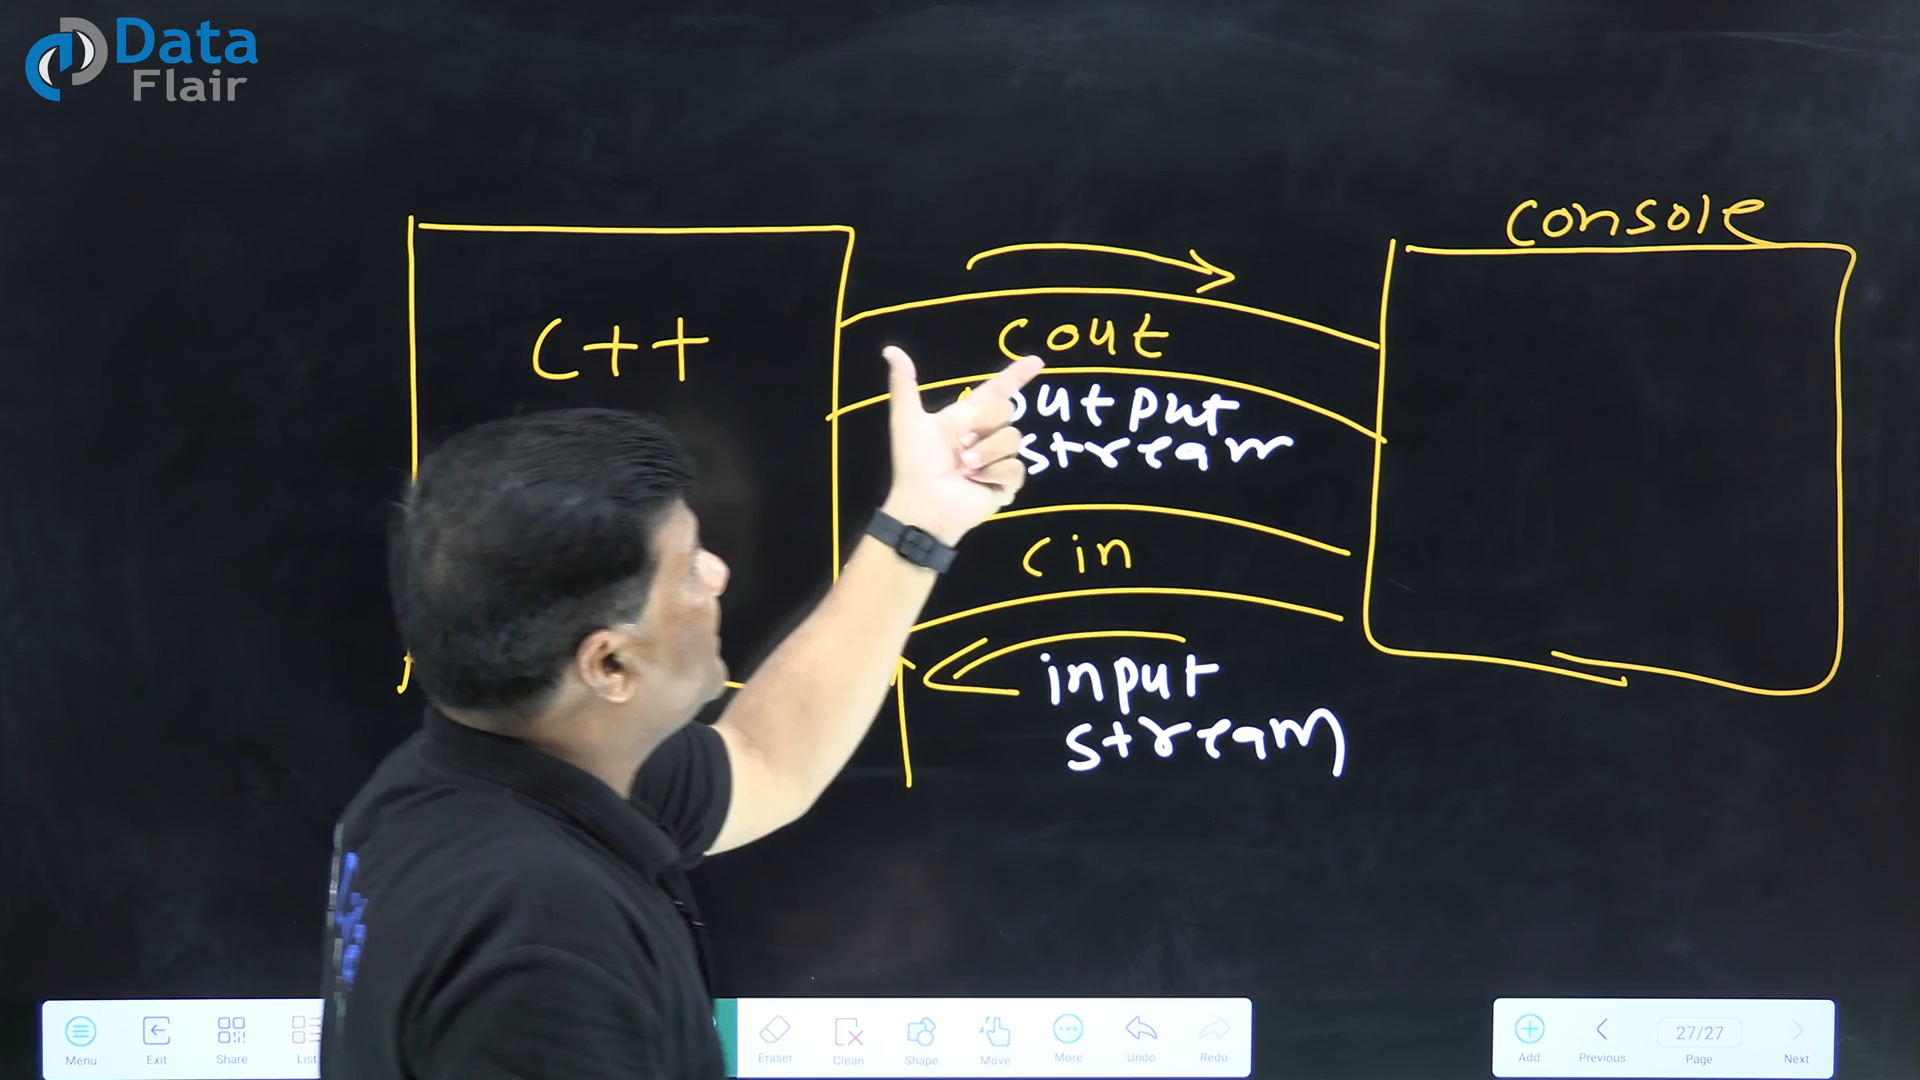 Data
Flair
console
C++
cout
output
stream
cin
input
stream
Menu
Exit
Share
List
Eraser
Clean
Shape
Move
More
Undo
Redo
Add
Previous
27/27
Page
Next